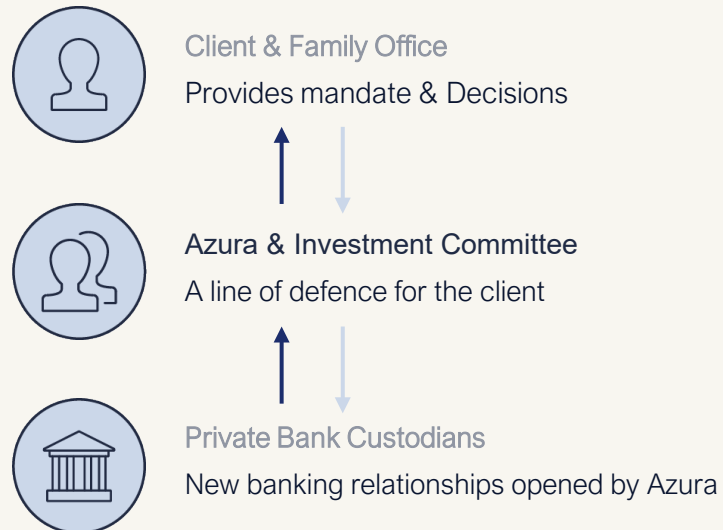 Client & Family Office
Provides mandate & Decisions
Azura & Investment Committee
A line of defence for the client
Private Bank Custodians
New banking relationships opened by Azura